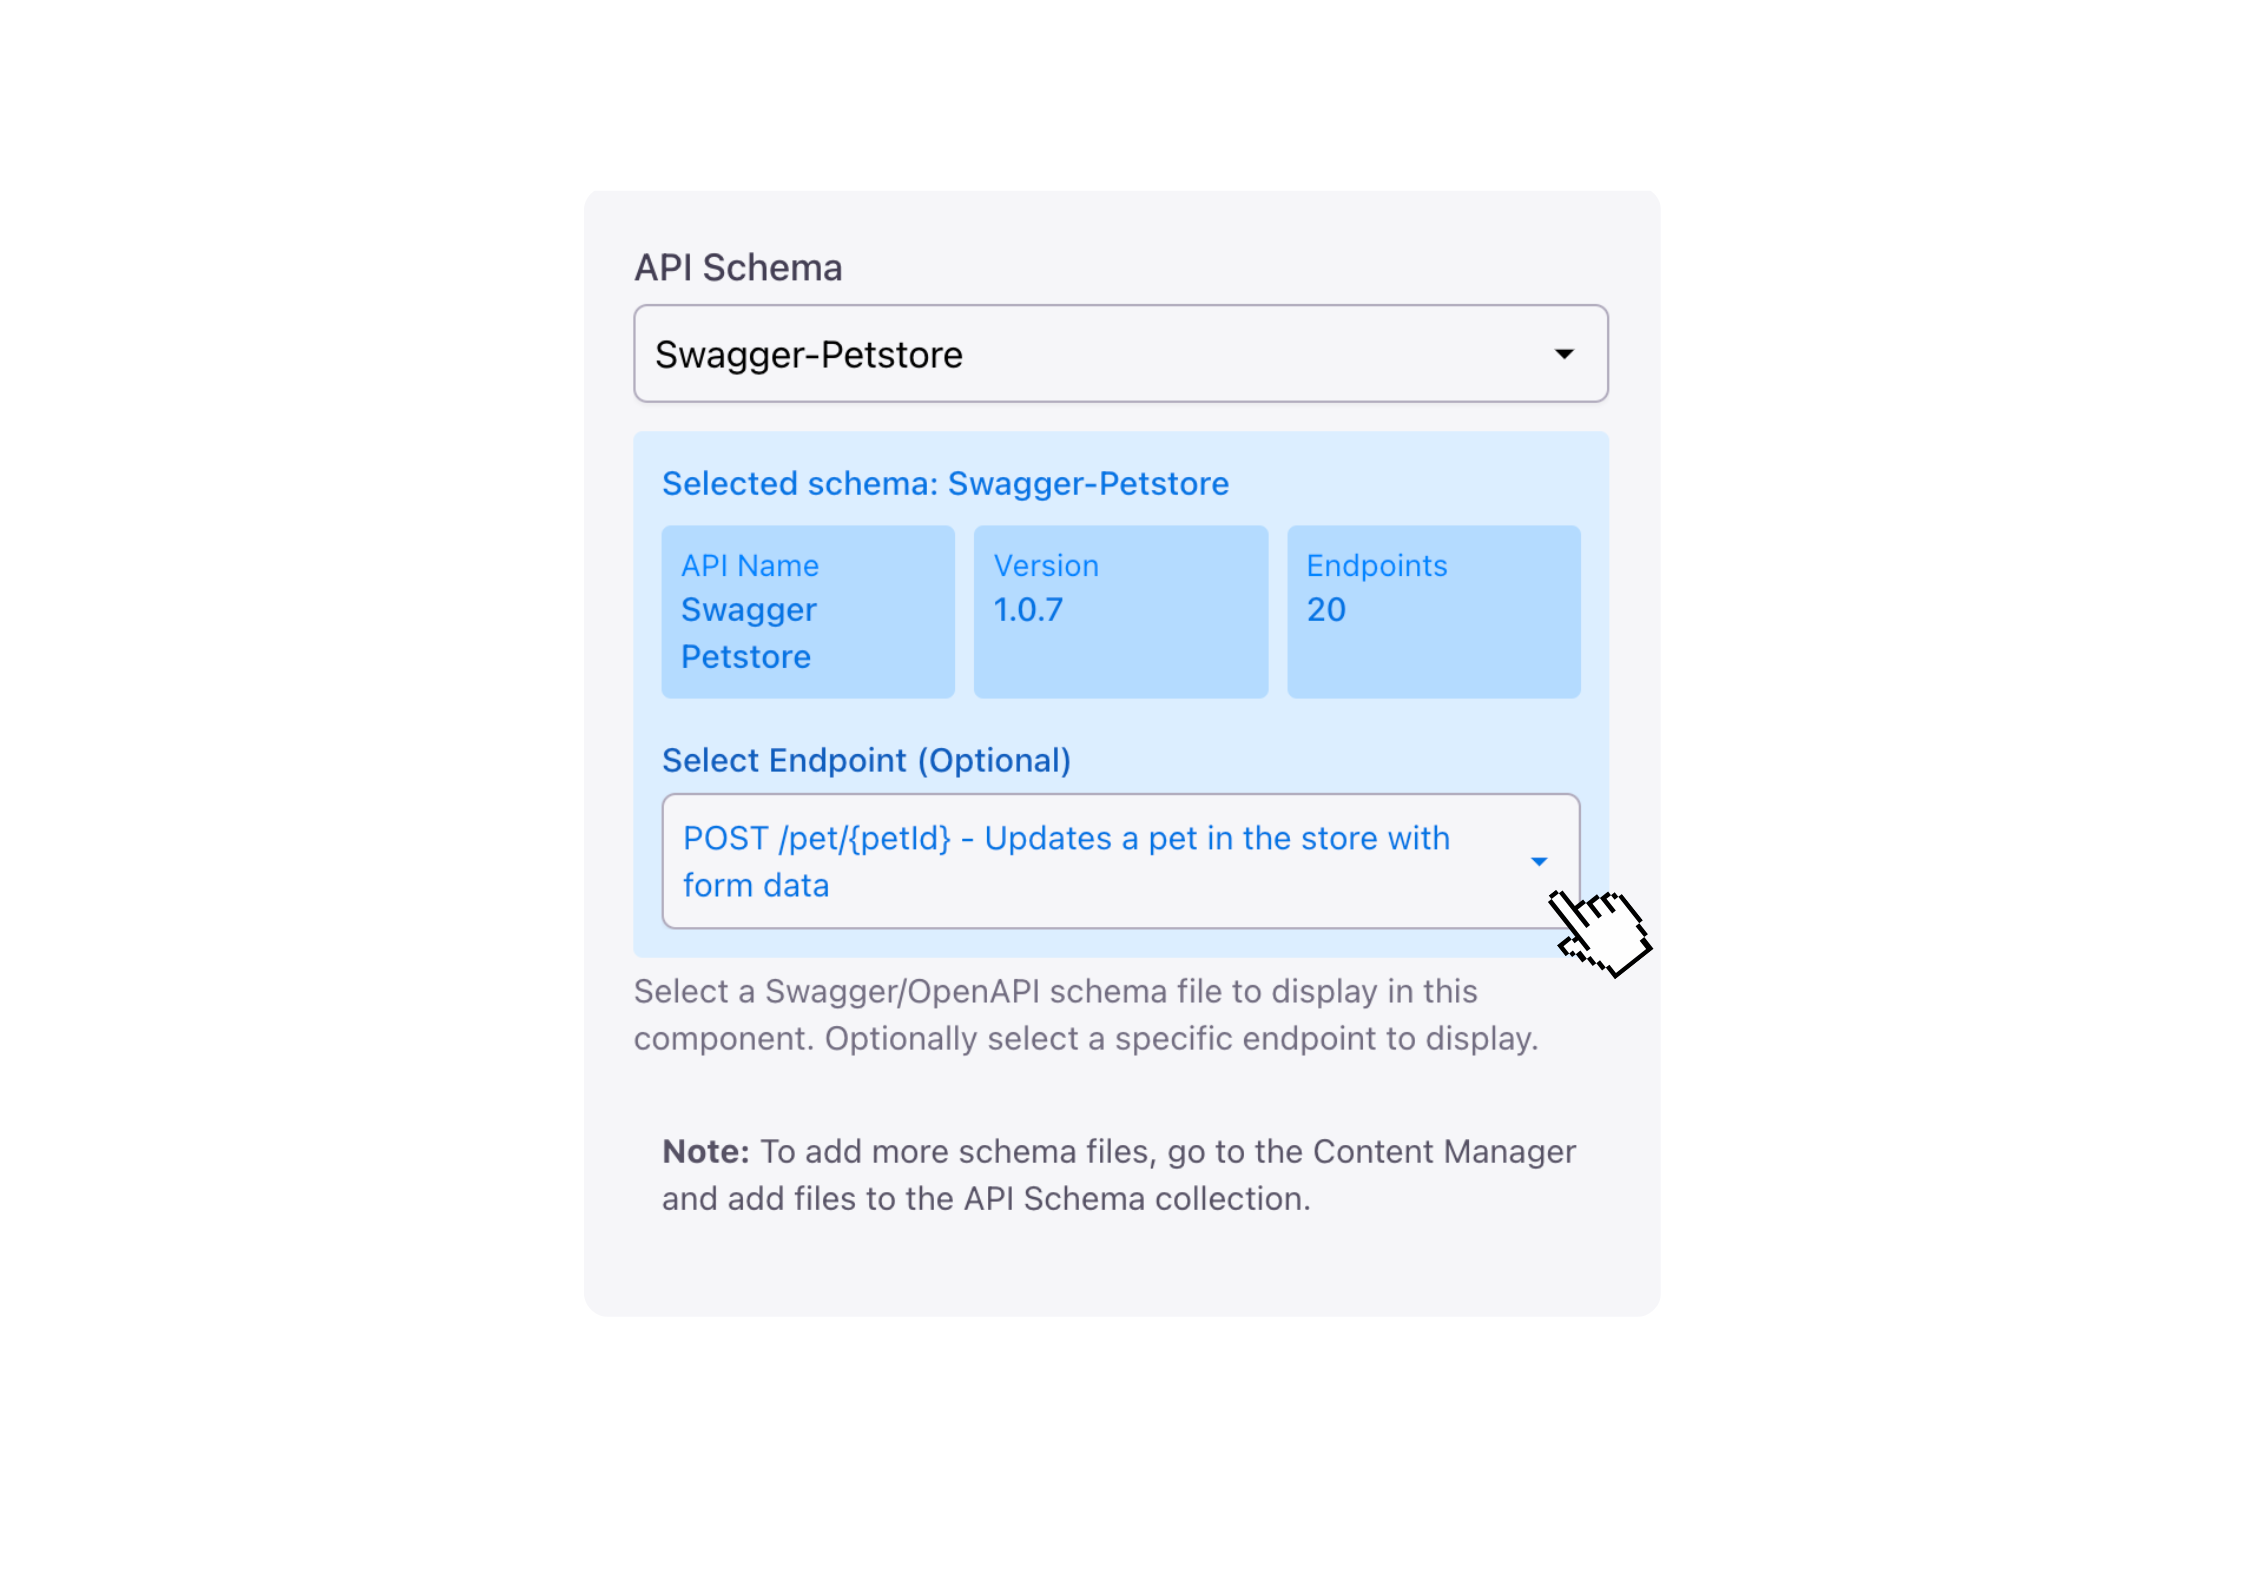 API Schema
Swagger-Petstore
Selected schema: Swagger-Petstore
API Name
Swagger
Petstore
Version
1.0.7
Endpoints
20
Select Endpoint (Optional)
POST /pet/{petId} - Updates a pet in the store with
form data
Select a Swagger/OpenAPI schema file to display in this
component. Optionally select a specific endpoint to display.
Note: To add more schema files, go to the Content Manager
and add files to the API Schema collection.